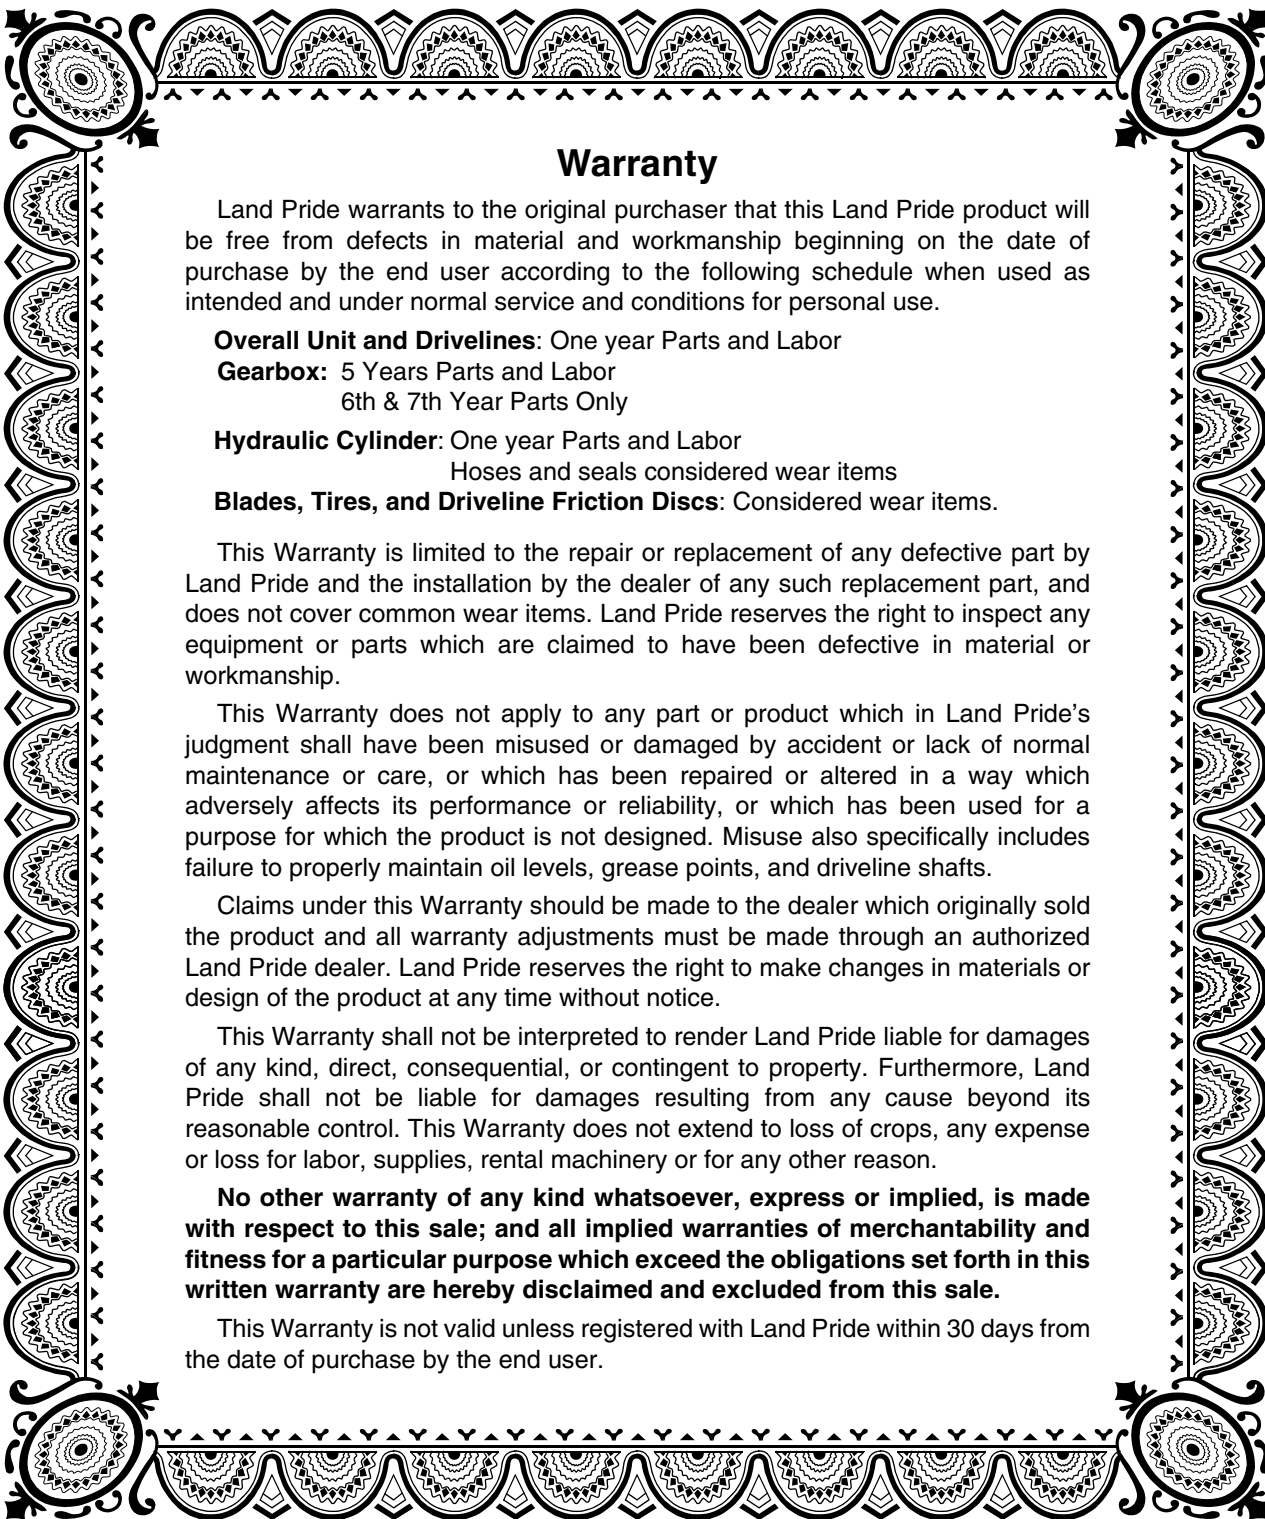 Warranty
Land Pride warrants to the original purchaser that this Land Pride product will
be free from defects in material and workmanship beginning on the date of
purchase by the end user according to the following schedule when used as
intended and under normal service and conditions for personal use.
Overall Unit and Drivelines: One year Parts and Labor
Gearbox: 5 Years Parts and Labor
6th & 7th Year Parts Only
Hydraulic Cylinder: One year Parts and Labor
Hoses and seals considered wear items
Blades, Tires, and Driveline Friction Discs: Considered wear items.
This Warranty is limited to the repair or replacement of any defective part by
Land Pride and the installation by the dealer of any such replacement part, and
does not cover common wear items. Land Pride reserves the right to inspect any
equipment or parts which are claimed to have been defective in material or
workmanship.
This Warranty does not apply to any part or product which in Land Pride’s
judgment shall have been misused or damaged by accident or lack of normal
maintenance or care, or which has been repaired or altered in a way which
adversely affects its performance or reliability, or which has been used for a
purpose for which the product is not designed. Misuse also specifically includes
failure to properly maintain oil levels, grease points, and driveline shafts.
Claims under this Warranty should be made to the dealer which originally sold
the product and all warranty adjustments must be made through an authorized
Land Pride dealer. Land Pride reserves the right to make changes in materials or
design of the product at any time without notice.
This Warranty shall not be interpreted to render Land Pride liable for damages
of any kind, direct, consequential, or contingent to property. Furthermore, Land
Pride shall not be liable for damages resulting from any cause beyond its
reasonable control. This Warranty does not extend to loss of crops, any expense
or loss for labor, supplies, rental machinery or for any other reason.
No other warranty of any kind whatsoever, express or implied, is made
with respect to this sale; and all implied warranties of merchantability and
fitness for a particular purpose which exceed the obligations set forth in this
written warranty are hereby disclaimed and excluded from this sale.
This Warranty is not valid unless registered with Land Pride within 30 days from
the date of purchase by the end user.